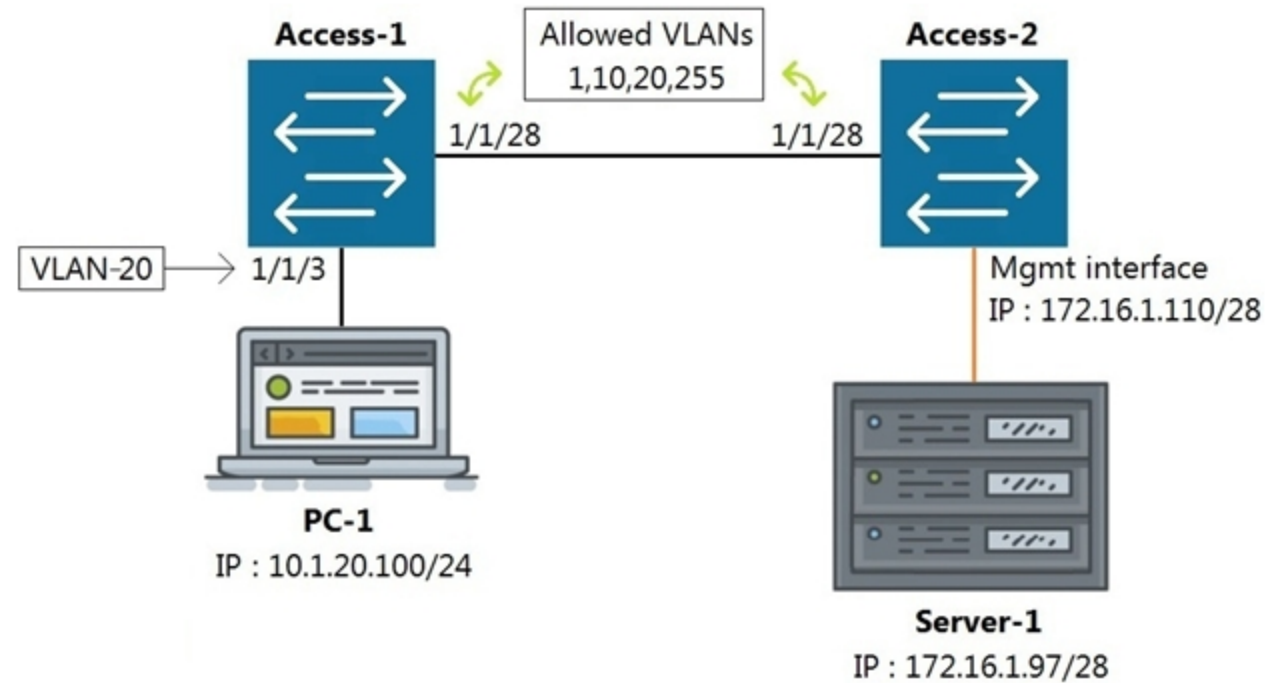 Access-1
Allowed VLANs
1,10,20,255
Access-2
1/1/28
1/1/28
VLAN-20
1/1/3
Mgmt interface
IP : 172.16.1.110/28
PC-1
IP : 10.1.20.100/24
Server-1
IP : 172.16.1.97/28